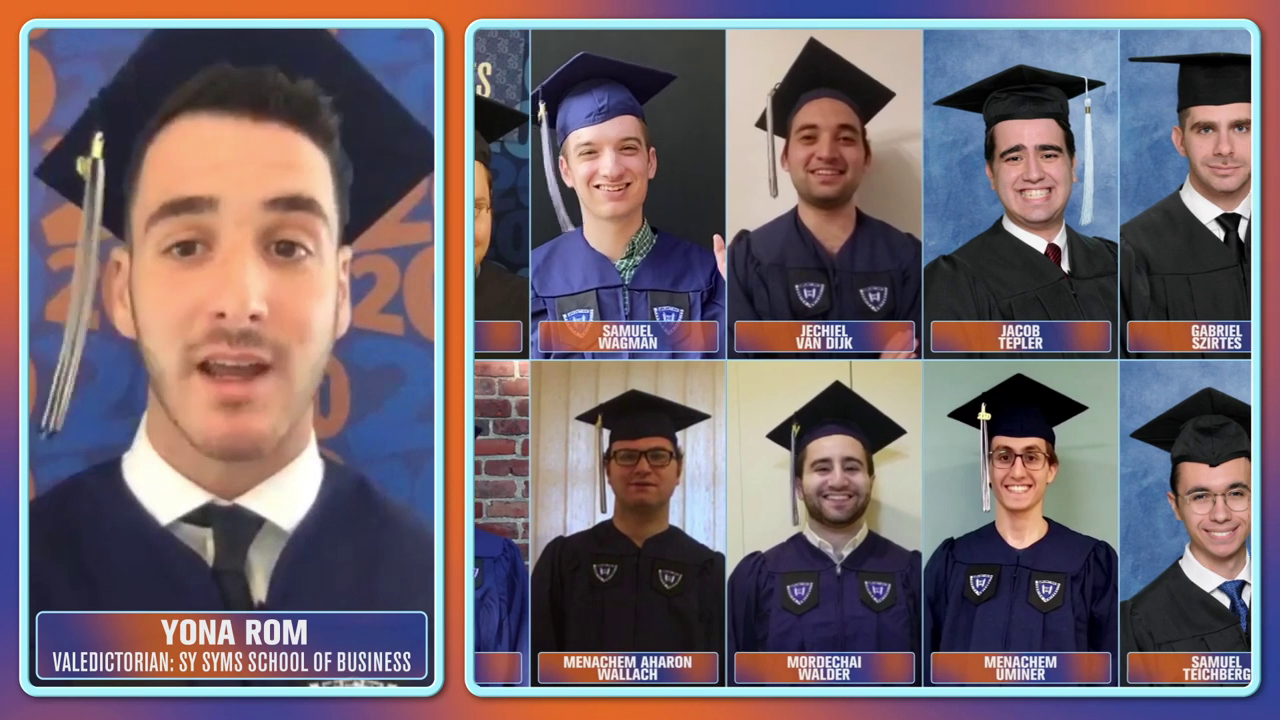 YONA ROM
VALEDICTORIAN: SY SYMS SCHOOL OF BUSINESS
SAMUEL
WAGMAN
JECHIEL
VAN DIJK
JACOB
TEPLER
GABRIEL
SZIRTES
MENACHEM AHARON
WALLACH
MORDECHAI
WALDER
MENACHEM
UMINER
SAMUEL
TEICHBERG